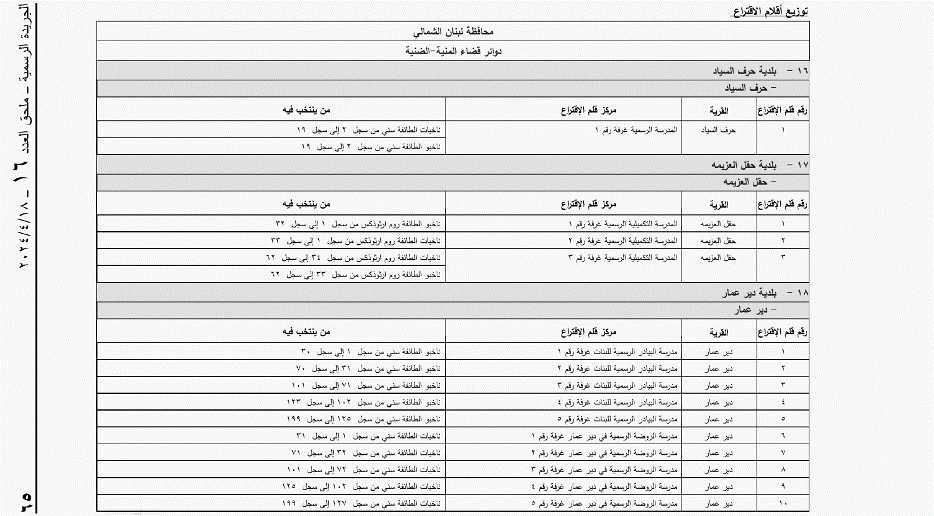 الجريدة الرسمية – ملحق العدد ١٦ – ٢٠٢٤/٤/١٨
توزيع أقلام الاقتراع
محافظة لبنان الشمالي
دوائر قضاء المنية-الضنية
١٦ - بلدية حرف السياد
- حرف السياد
رقم قلم الإقتراع القرية مركز قلم الإقتراع من ينتخب فيه
١ حرف السياد المدرسة الرسمية غرفة رقم ١ ناخبات الطائفة سني من سجل ٢ إلى سجل ١٩
ناخبو الطائفة سني من سجل ٢ إلى سجل ١٩
١٧ - بلدية حقل العزيمه
- حقل العزيمه
رقم قلم الإقتراع القرية مركز قلم الإقتراع من ينتخب فيه
١ حقل العزيمه المدرسة التكميلية الرسمية غرفة رقم ١ ناخبو الطائفة روم ارثوذكس من سجل ١ إلى سجل ٣٢
٢ حقل العزيمه المدرسة التكميلية الرسمية غرفة رقم ٢ ناخبات الطائفة روم ارثوذكس من سجل ١ إلى سجل ٣٣
٣ حقل العزيمه المدرسة التكميلية الرسمية غرفة رقم ٣ ناخبات الطائفة روم ارثوذكس من سجل ٣٤ إلى سجل ٦٢
ناخبو الطائفة روم ارثوذكس من سجل ٣٣ إلى سجل ٦٢
١٨ - بلدية دير عمار
- دير عمار
رقم قلم الإقتراع القرية مركز قلم الإقتراع من ينتخب فيه
١ دير عمار مدرسة البيادر الرسمية للبنات غرفة رقم ١ ناخبو الطائفة سني من سجل ١ إلى سجل ٣٠
٢ دير عمار مدرسة البيادر الرسمية للبنات غرفة رقم ٢ ناخبو الطائفة سني من سجل ٣١ إلى سجل ٧٠
٣ دير عمار مدرسة البيادر الرسمية للبنات غرفة رقم ٣ ناخبو الطائفة سني من سجل ٧١ إلى سجل ١٠١
٤ دير عمار مدرسة البيادر الرسمية للبنات غرفة رقم ٤ ناخبو الطائفة سني من سجل ١٠٢ إلى سجل ١٢٣
٥ دير عمار مدرسة البيادر الرسمية للبنات غرفة رقم ٥ ناخبو الطائفة سني من سجل ١٢٥ إلى سجل ١٩٩
٦ دير عمار مدرسة الروضة الرسمية في دير عمار غرفة رقم ١ ناخبات الطائفة سني من سجل ١ إلى سجل ٣١
٧ دير عمار مدرسة الروضة الرسمية في دير عمار غرفة رقم ٢ ناخبات الطائفة سني من سجل ٣٢ إلى سجل ٧١
٨ دير عمار مدرسة الروضة الرسمية في دير عمار غرفة رقم ٣ ناخبات الطائفة سني من سجل ٧٢ إلى سجل ١٠١
٩ دير عمار مدرسة الروضة الرسمية في دير عمار غرفة رقم ٤ ناخبات الطائفة سني من سجل ١٠٢ إلى سجل ١٢٥
١٠ دير عمار مدرسة الروضة الرسمية في دير عمار غرفة رقم ٥ ناخبات الطائفة سني من سجل ١٢٧ إلى سجل ١٩٩
٦٥